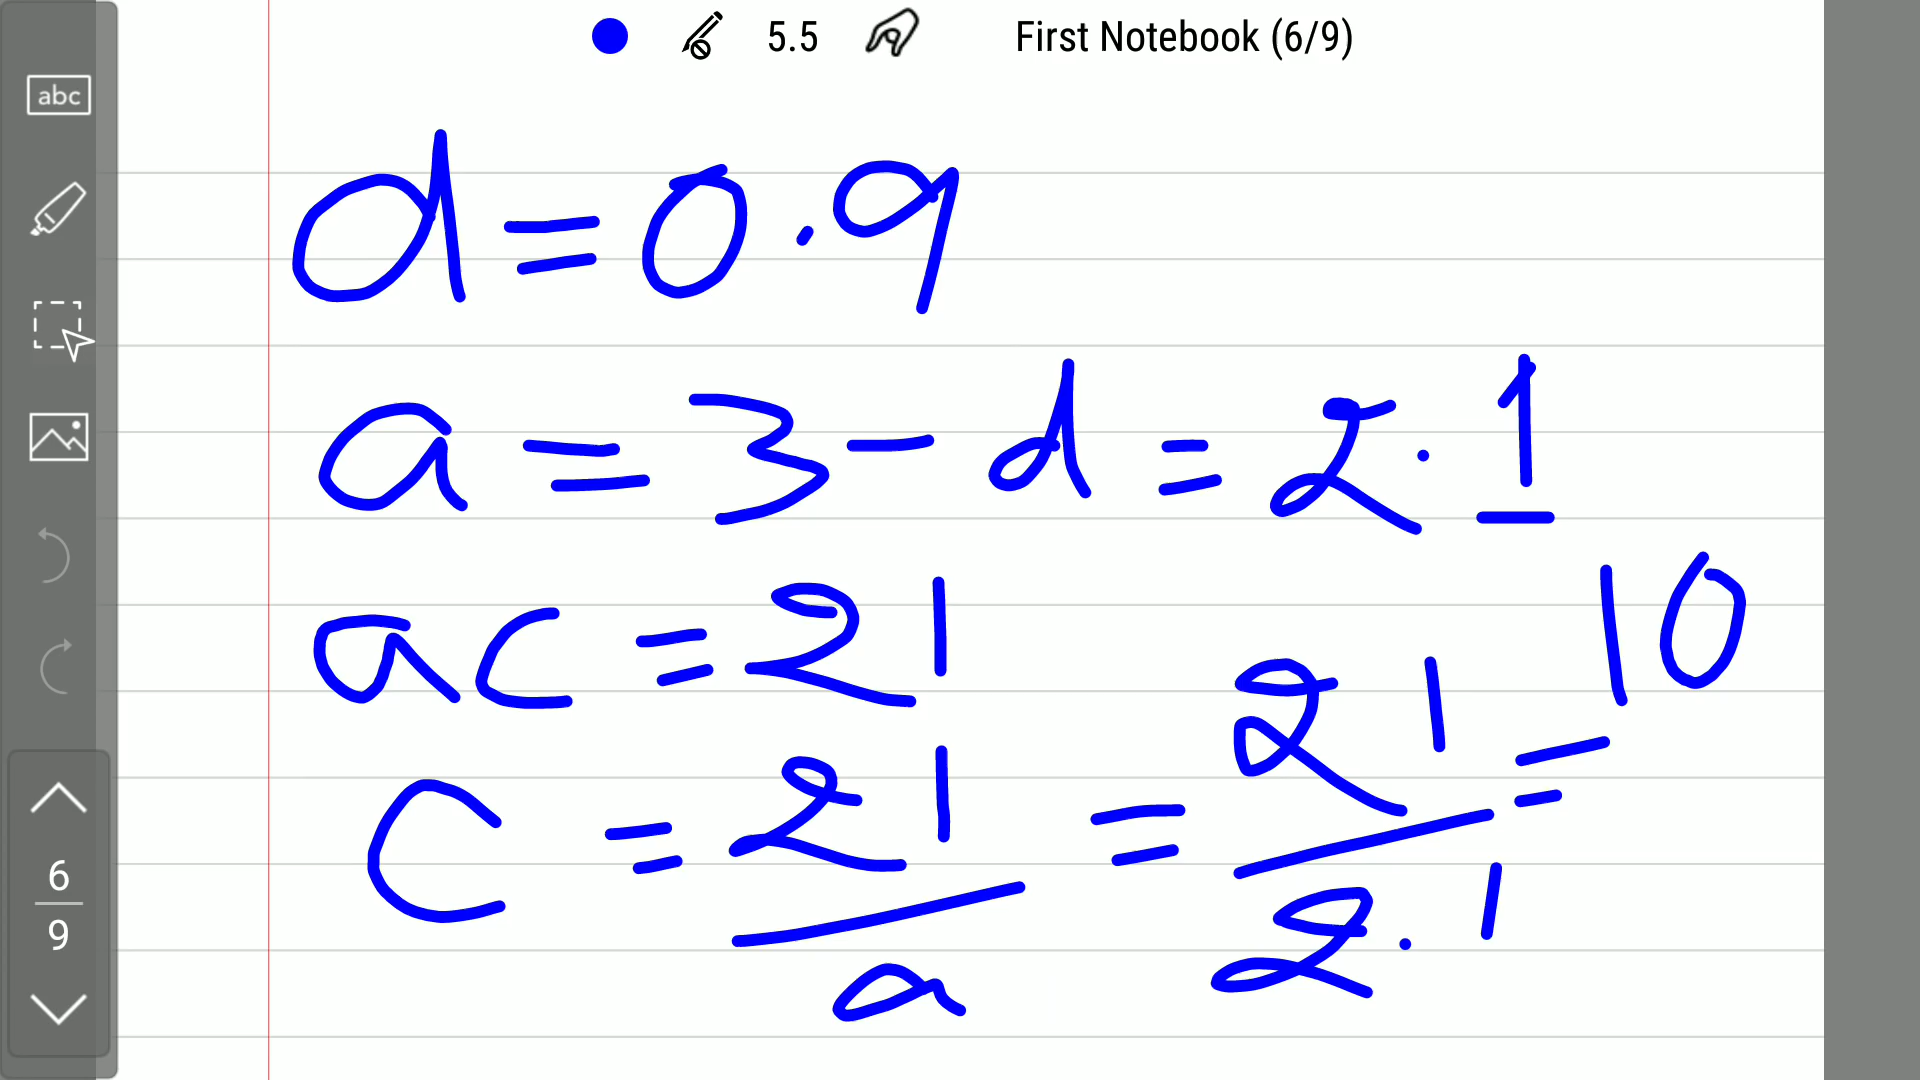 5.5 First Notebook (6/9)
abc
d = 0.9
a = 3 - d = 2.1
ac = 21
c = 21/a = 21/2.1 = 10
6
9